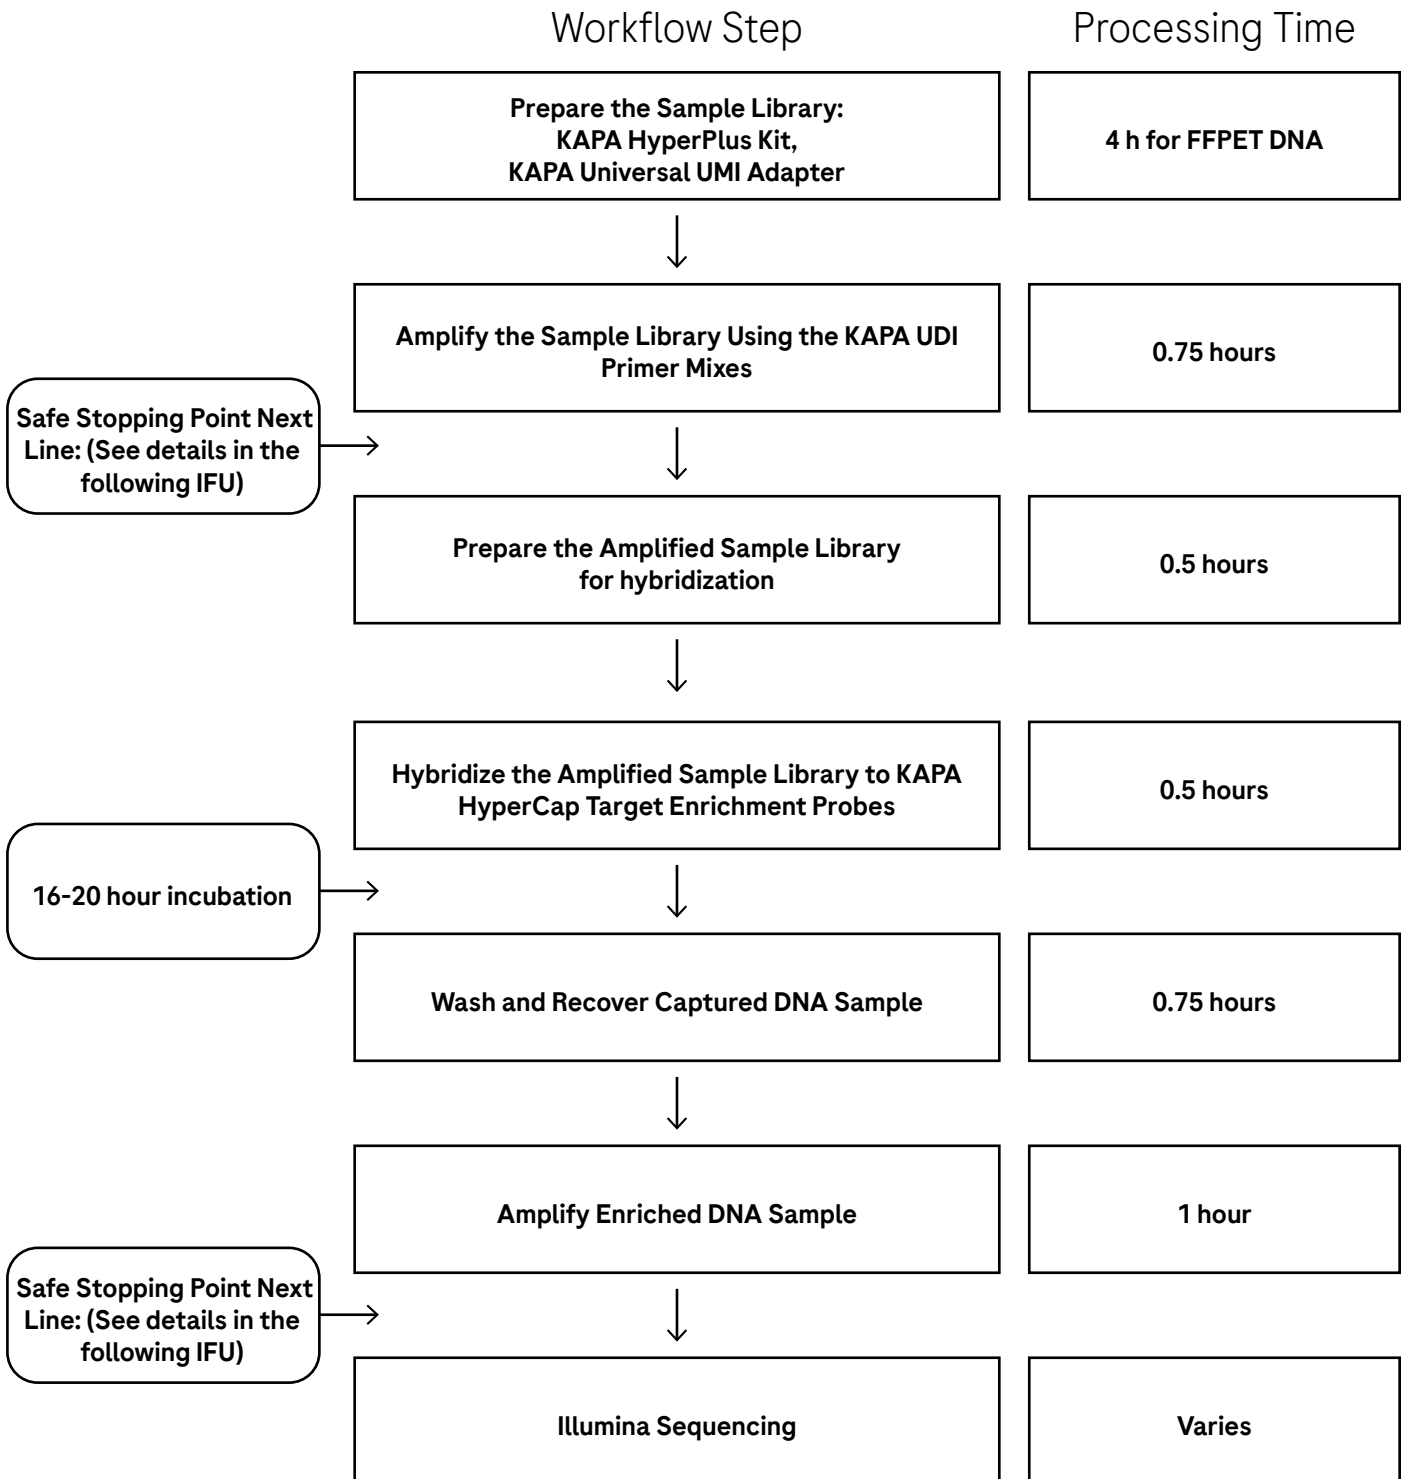 Workflow Step
Processing Time
Prepare the Sample Library:
KAPA HyperPlus Kit,
KAPA Universal UMI Adapter
4 h for FFPET DNA
Amplify the Sample Library Using the KAPA UDI
Primer Mixes
0.75 hours
Safe Stopping Point Next
Line: (See details in the
following IFU)
Prepare the Amplified Sample Library
for hybridization
0.5 hours
Hybridize the Amplified Sample Library to KAPA
HyperCap Target Enrichment Probes
0.5 hours
16-20 hour incubation
Wash and Recover Captured DNA Sample
0.75 hours
Amplify Enriched DNA Sample
1 hour
Safe Stopping Point Next
Line: (See details in the
following IFU)
Illumina Sequencing
Varies